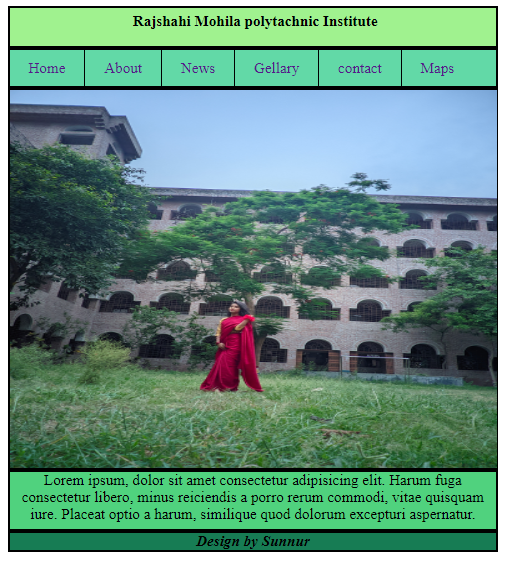 Rajshahi Mohila polytachnic Institute
Home About News Gellary contact Maps
Lorem ipsum, dolor sit amet consectetur adipisicing elit. Harum fuga
consectetur libero, minus reiciendis a porro rerum commodi, vitae quisquam
iure. Placeat optio a harum, similique quod dolorum excepturi aspernatur.
Design by Sunnur